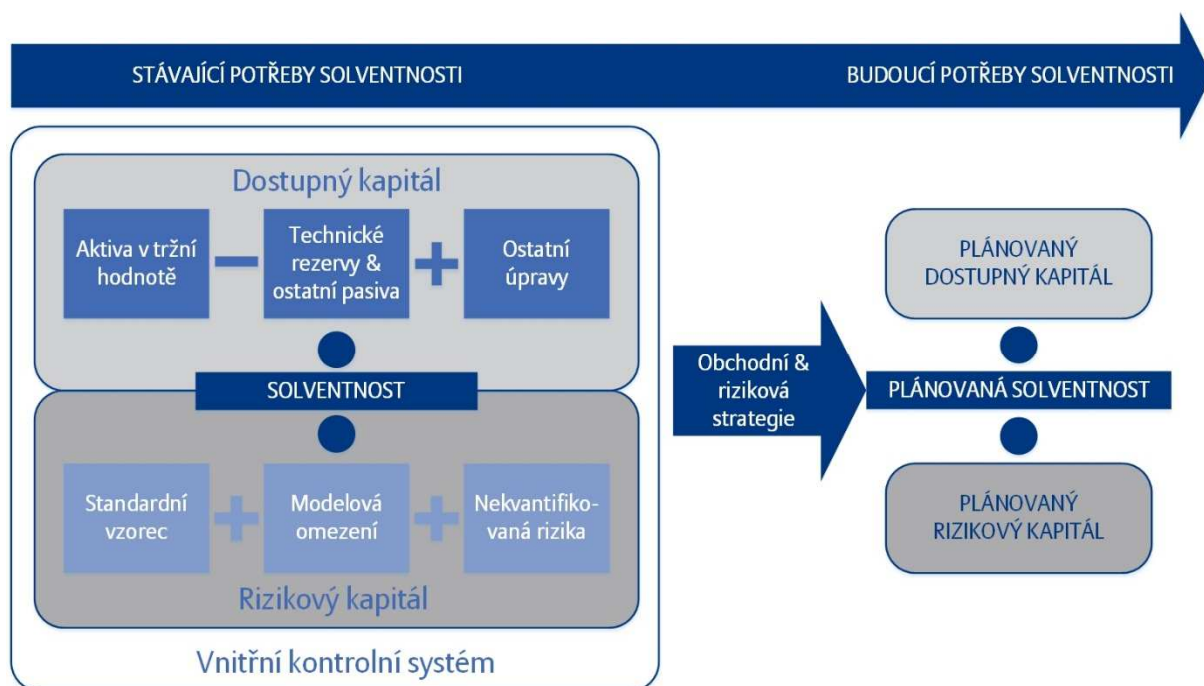 STÁVAJÍCÍ POTŘEBY SOLVENTNOSTI
BUDOUCÍ POTŘEBY SOLVENTNOSTI
Dostupný kapitál
Aktiva v tržní
hodnotě
Technické
rezervy &
ostatní pasiva
Ostatní
úpravy
SOLVENTNOST
Standardní
vzorec
Modelová
omezení
Nekvantifiko-
vaná rizika
Rizikový kapitál
Vnitřní kontrolní systém
Obchodní &
riziková
strategie
PLÁNOVANÝ
DOSTUPNÝ KAPITÁL
PLÁNOVANÁ SOLVENTNOST
PLÁNOVANÝ
RIZIKOVÝ KAPITÁL